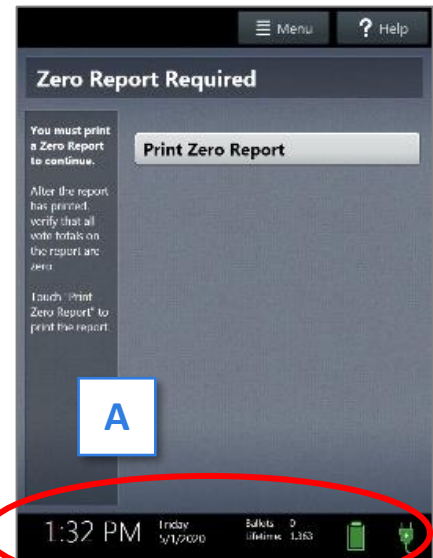 Menu
? Help
Zero Report Required
You must print
a Zero Report
to continue.
After the report
has printed,
verify that all
vote totals on
the report are
zero.
Touch "Print
Zero Report" to
print the report.
Print Zero Report
A
1:32 PM
Friday
5/1/2020
Ballots: 0
Lifetime: 1,363